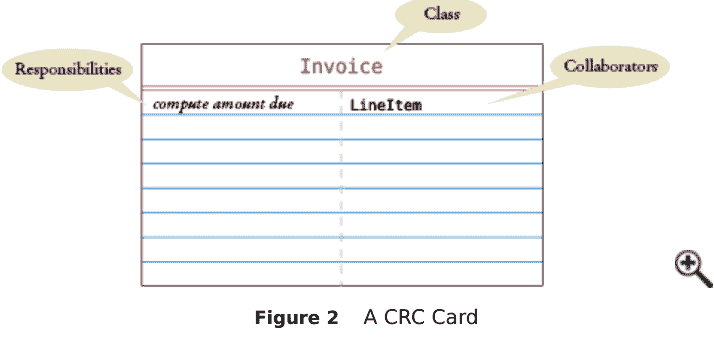 Class
Invoice
Responsibilities
Collaborators
compute amount due
LineItem
Figure 2 A CRC Card